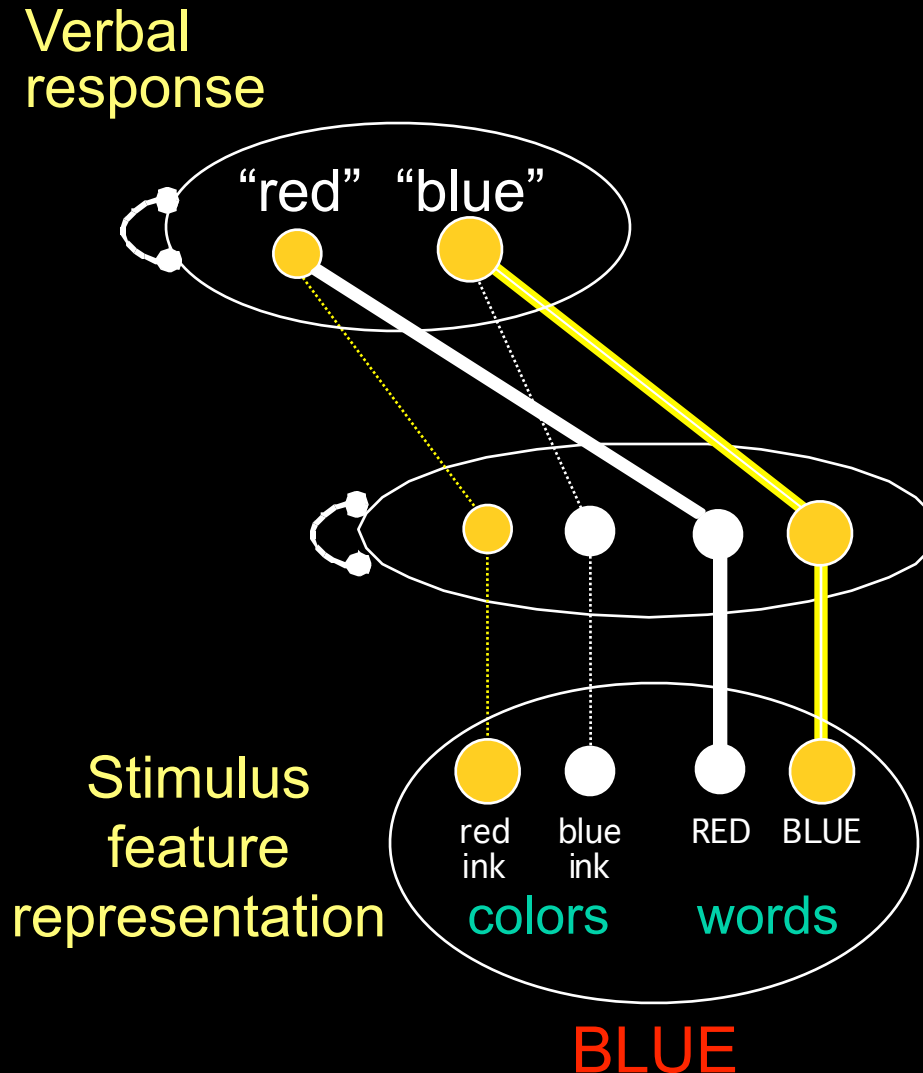 Verbal
response
“red” “blue”
Stimulus
feature
representation
red
ink
blue
ink
RED
BLUE
colors
words
BLUE